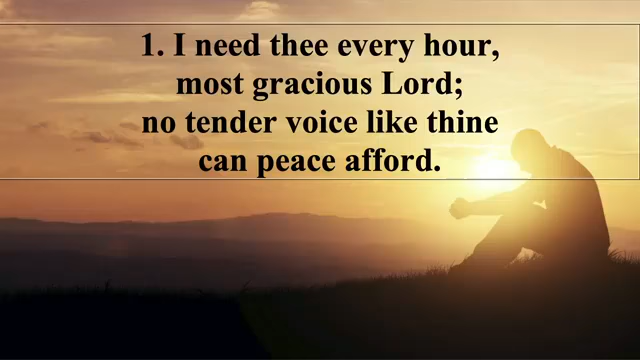 1. I need thee every hour,
most gracious Lord;
no tender voice like thine
can peace afford.